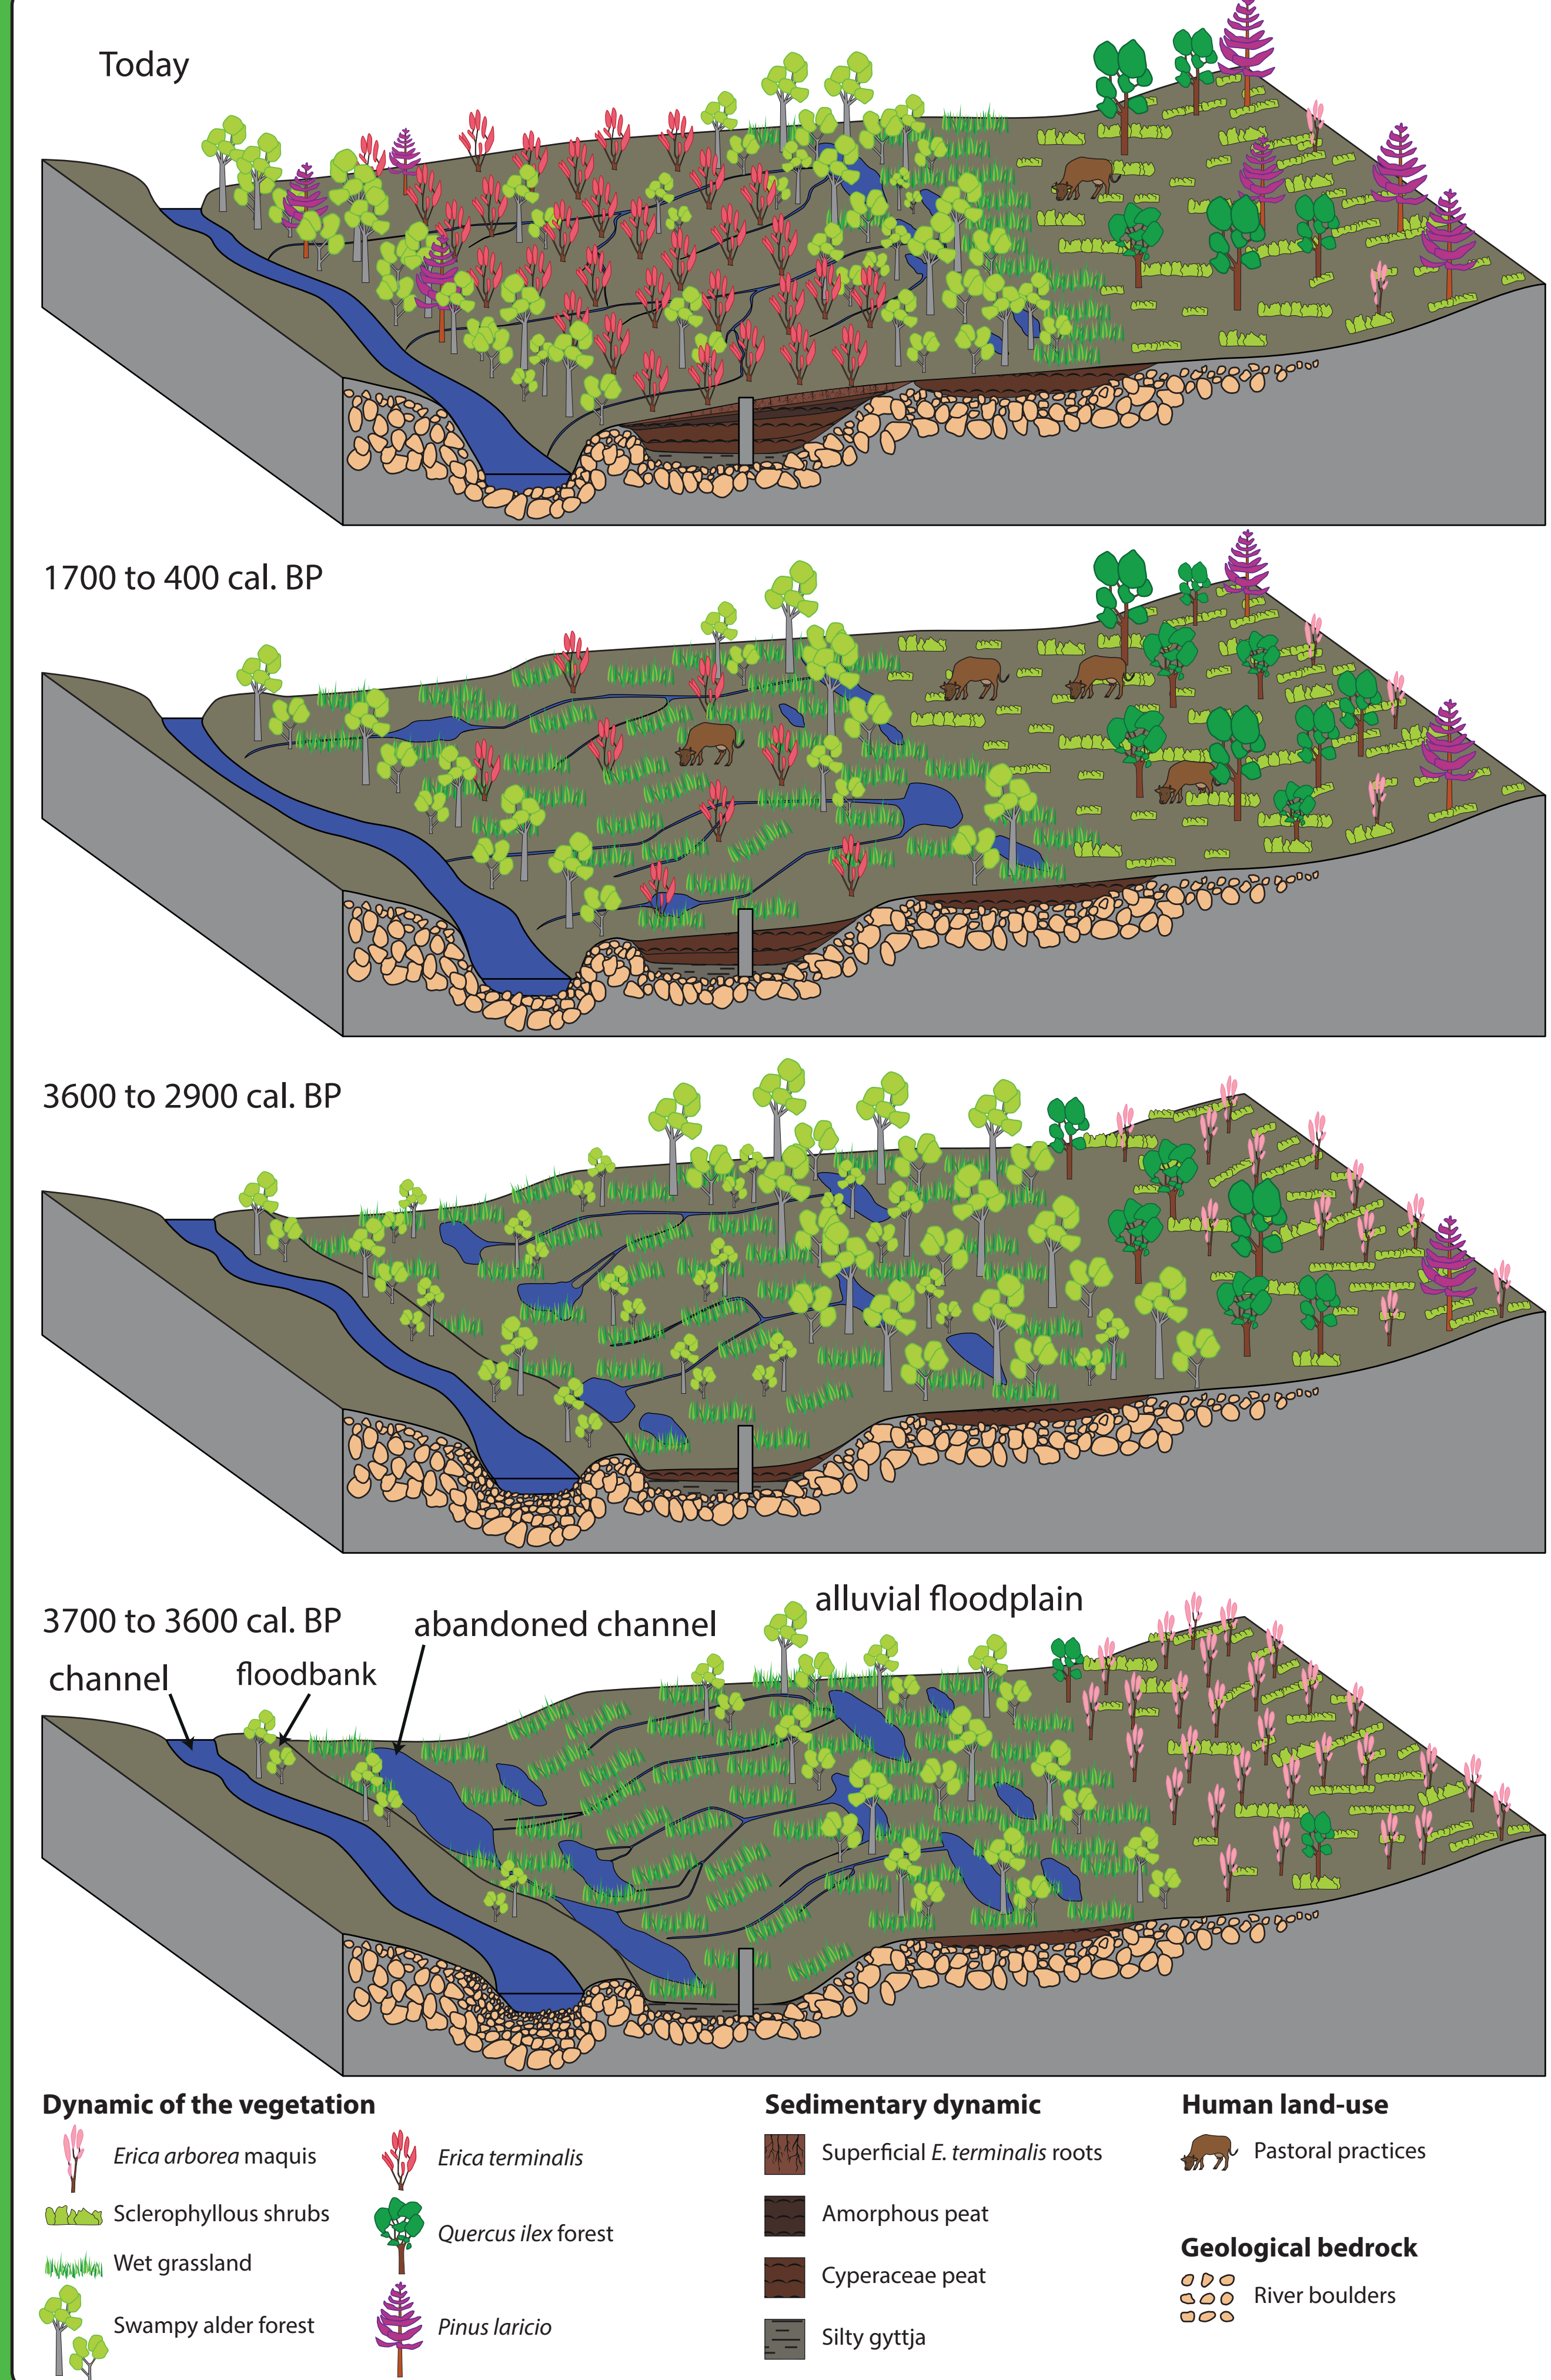 Today
1700 to 400 cal. BP
3600 to 2900 cal. BP
3700 to 3600 cal. BP
alluvial floodplain
abandoned channel
channel
floodbank
Dynamic of the vegetation
Erica arborea maquis
Sclerophyllous shrubs
Wet grassland
Swampy alder forest
Erica terminalis
Quercus ilex forest
Pinus laricio
Sedimentary dynamic
Superficial E. terminalis roots
Amorphous peat
Cyperaceae peat
Silty gyttja
Human land-use
Pastoral practices
Geological bedrock
River boulders